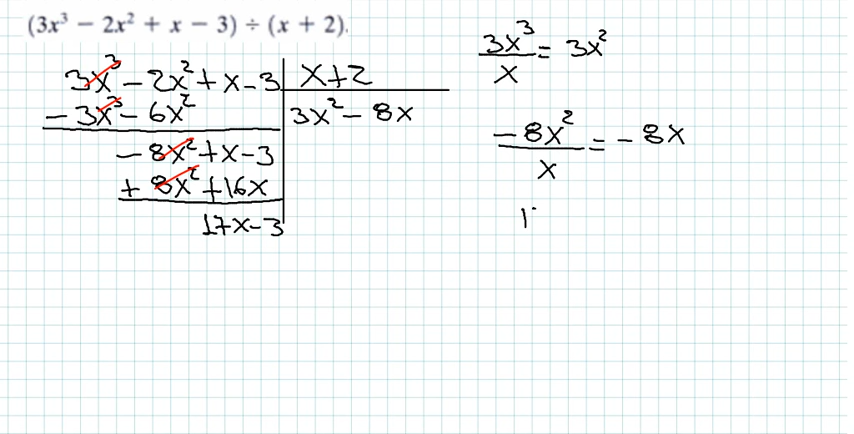 (3x³ − 2x² + x − 3) ÷ (x + 2).
3x³ − 2x² + x − 3 | x + 2
− 3x³ − 6x² | 3x² − 8x
− 8x² + x − 3
+ 8x² + 16x
17x − 3
3x³/x = 3x²
−8x²/x = −8x